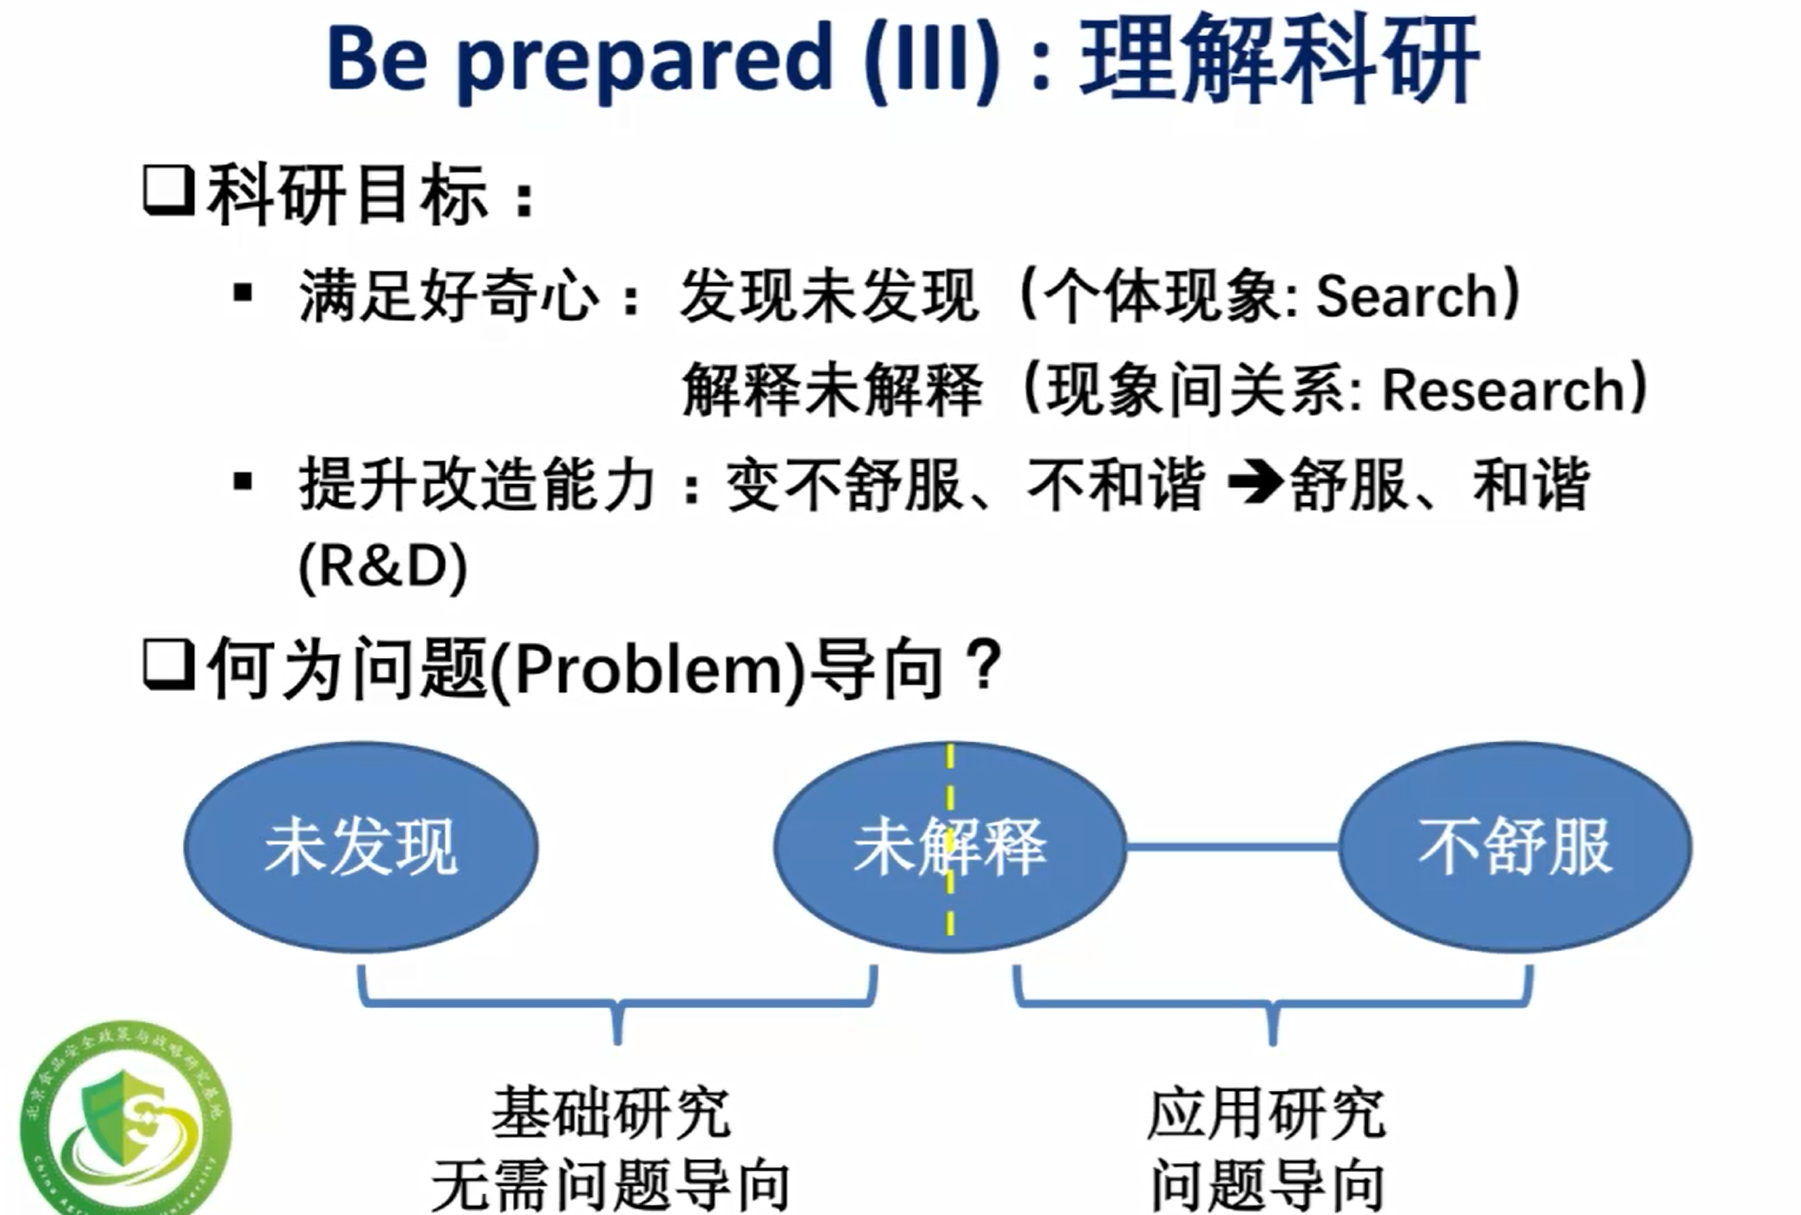 Be prepared (III) : 理解科研
科研目标：
满足好奇心：发现未发现（个体现象: Search）
解释未解释（现象间关系: Research）
提升改造能力：变不舒服、不和谐 ➔舒服、和谐
(R&D)
何为问题(Problem)导向？
未发现 未解释 不舒服
基础研究 应用研究
无需问题导向 问题导向
北京食品安全政策与战略研究基地